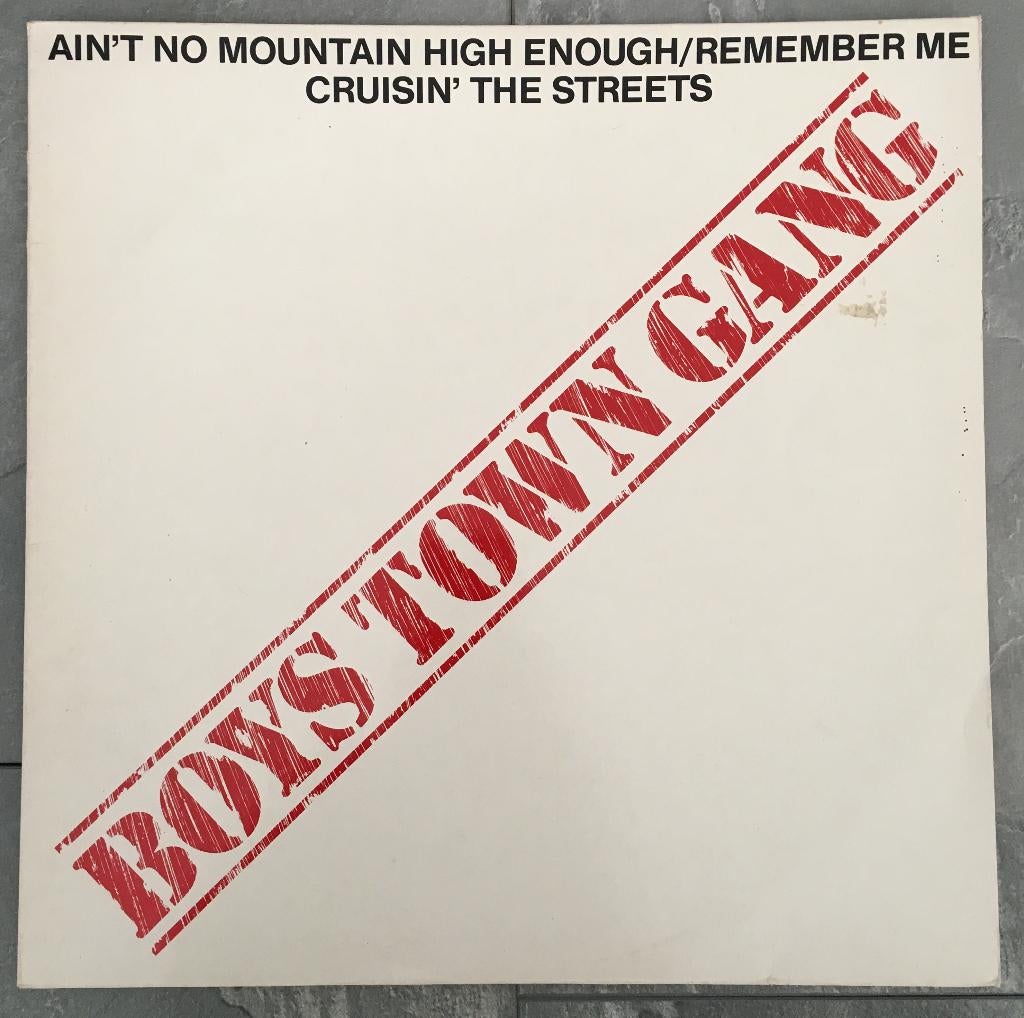 AIN'T NO MOUNTAIN HIGH ENOUGH/REMEMBER ME
CRUISIN' THE STREETS
BOYS TOWN GANG